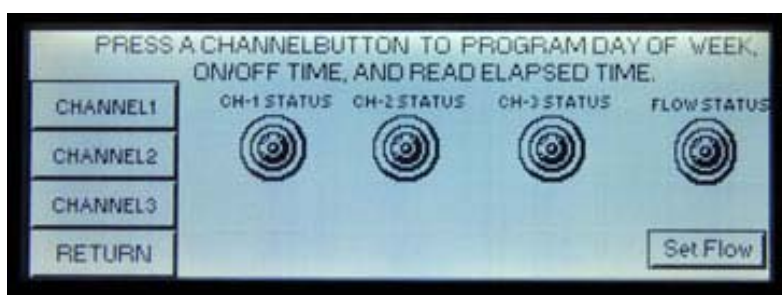 PRESS A CHANNELBUTTON TO PROGRAM DAY OF WEEK,
ON/OFF TIME, AND READ ELAPSED TIME.
CH-1 STATUS CH-2 STATUS CH-3 STATUS FLOW STATUS
CHANNEL1
CHANNEL2
CHANNEL3
RETURN
Set Flow